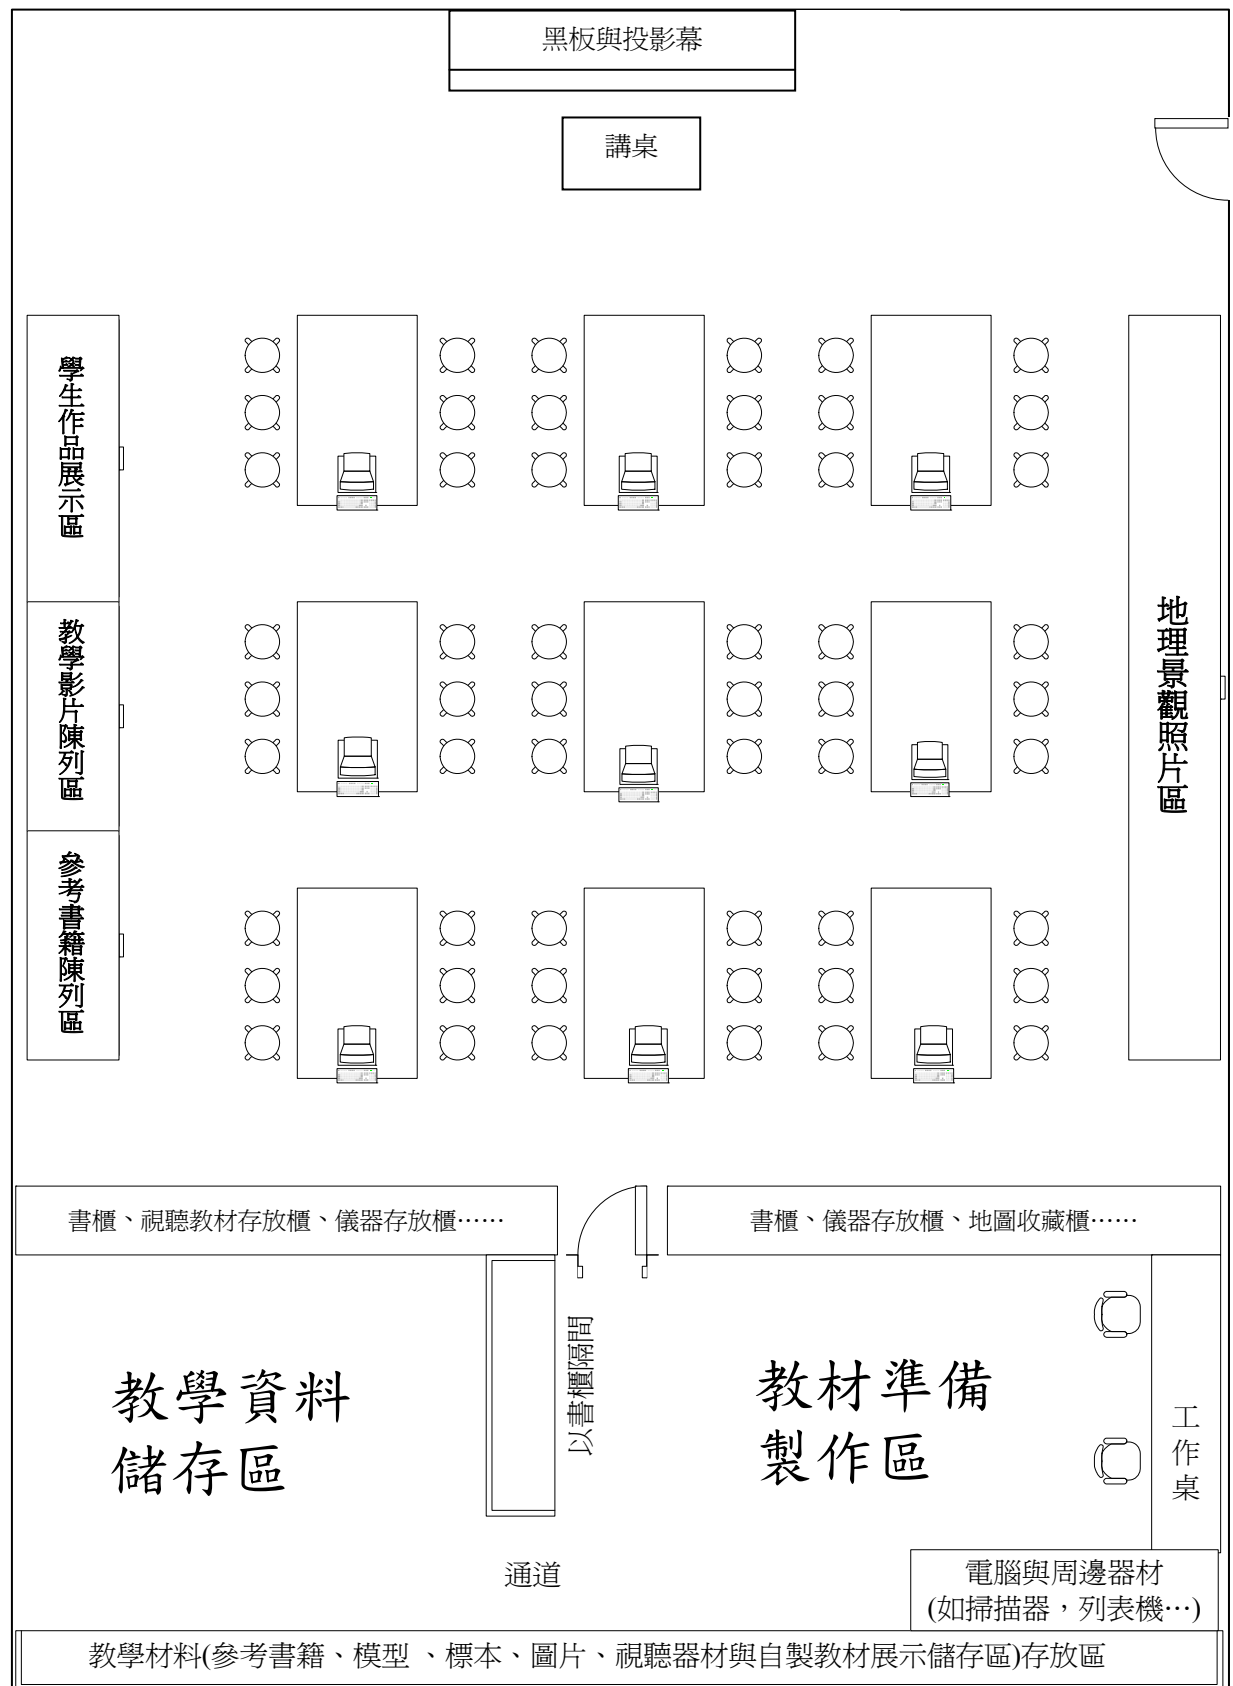 黑板與投影幕
講桌
學生作品展示區
教學影片陳列區
參考書籍陳列區
地理景觀照片區
書櫃、視聽教材存放櫃、儀器存放櫃……
書櫃、儀器存放櫃、地圖收藏櫃……
教學資料
儲存區
以書櫃隔間
教材準備
製作區
工作桌
通道
電腦與周邊器材
(如掃描器，列表機…)
教學材料(參考書籍、模型 、標本、圖片、視聽器材與自製教材展示儲存區)存放區